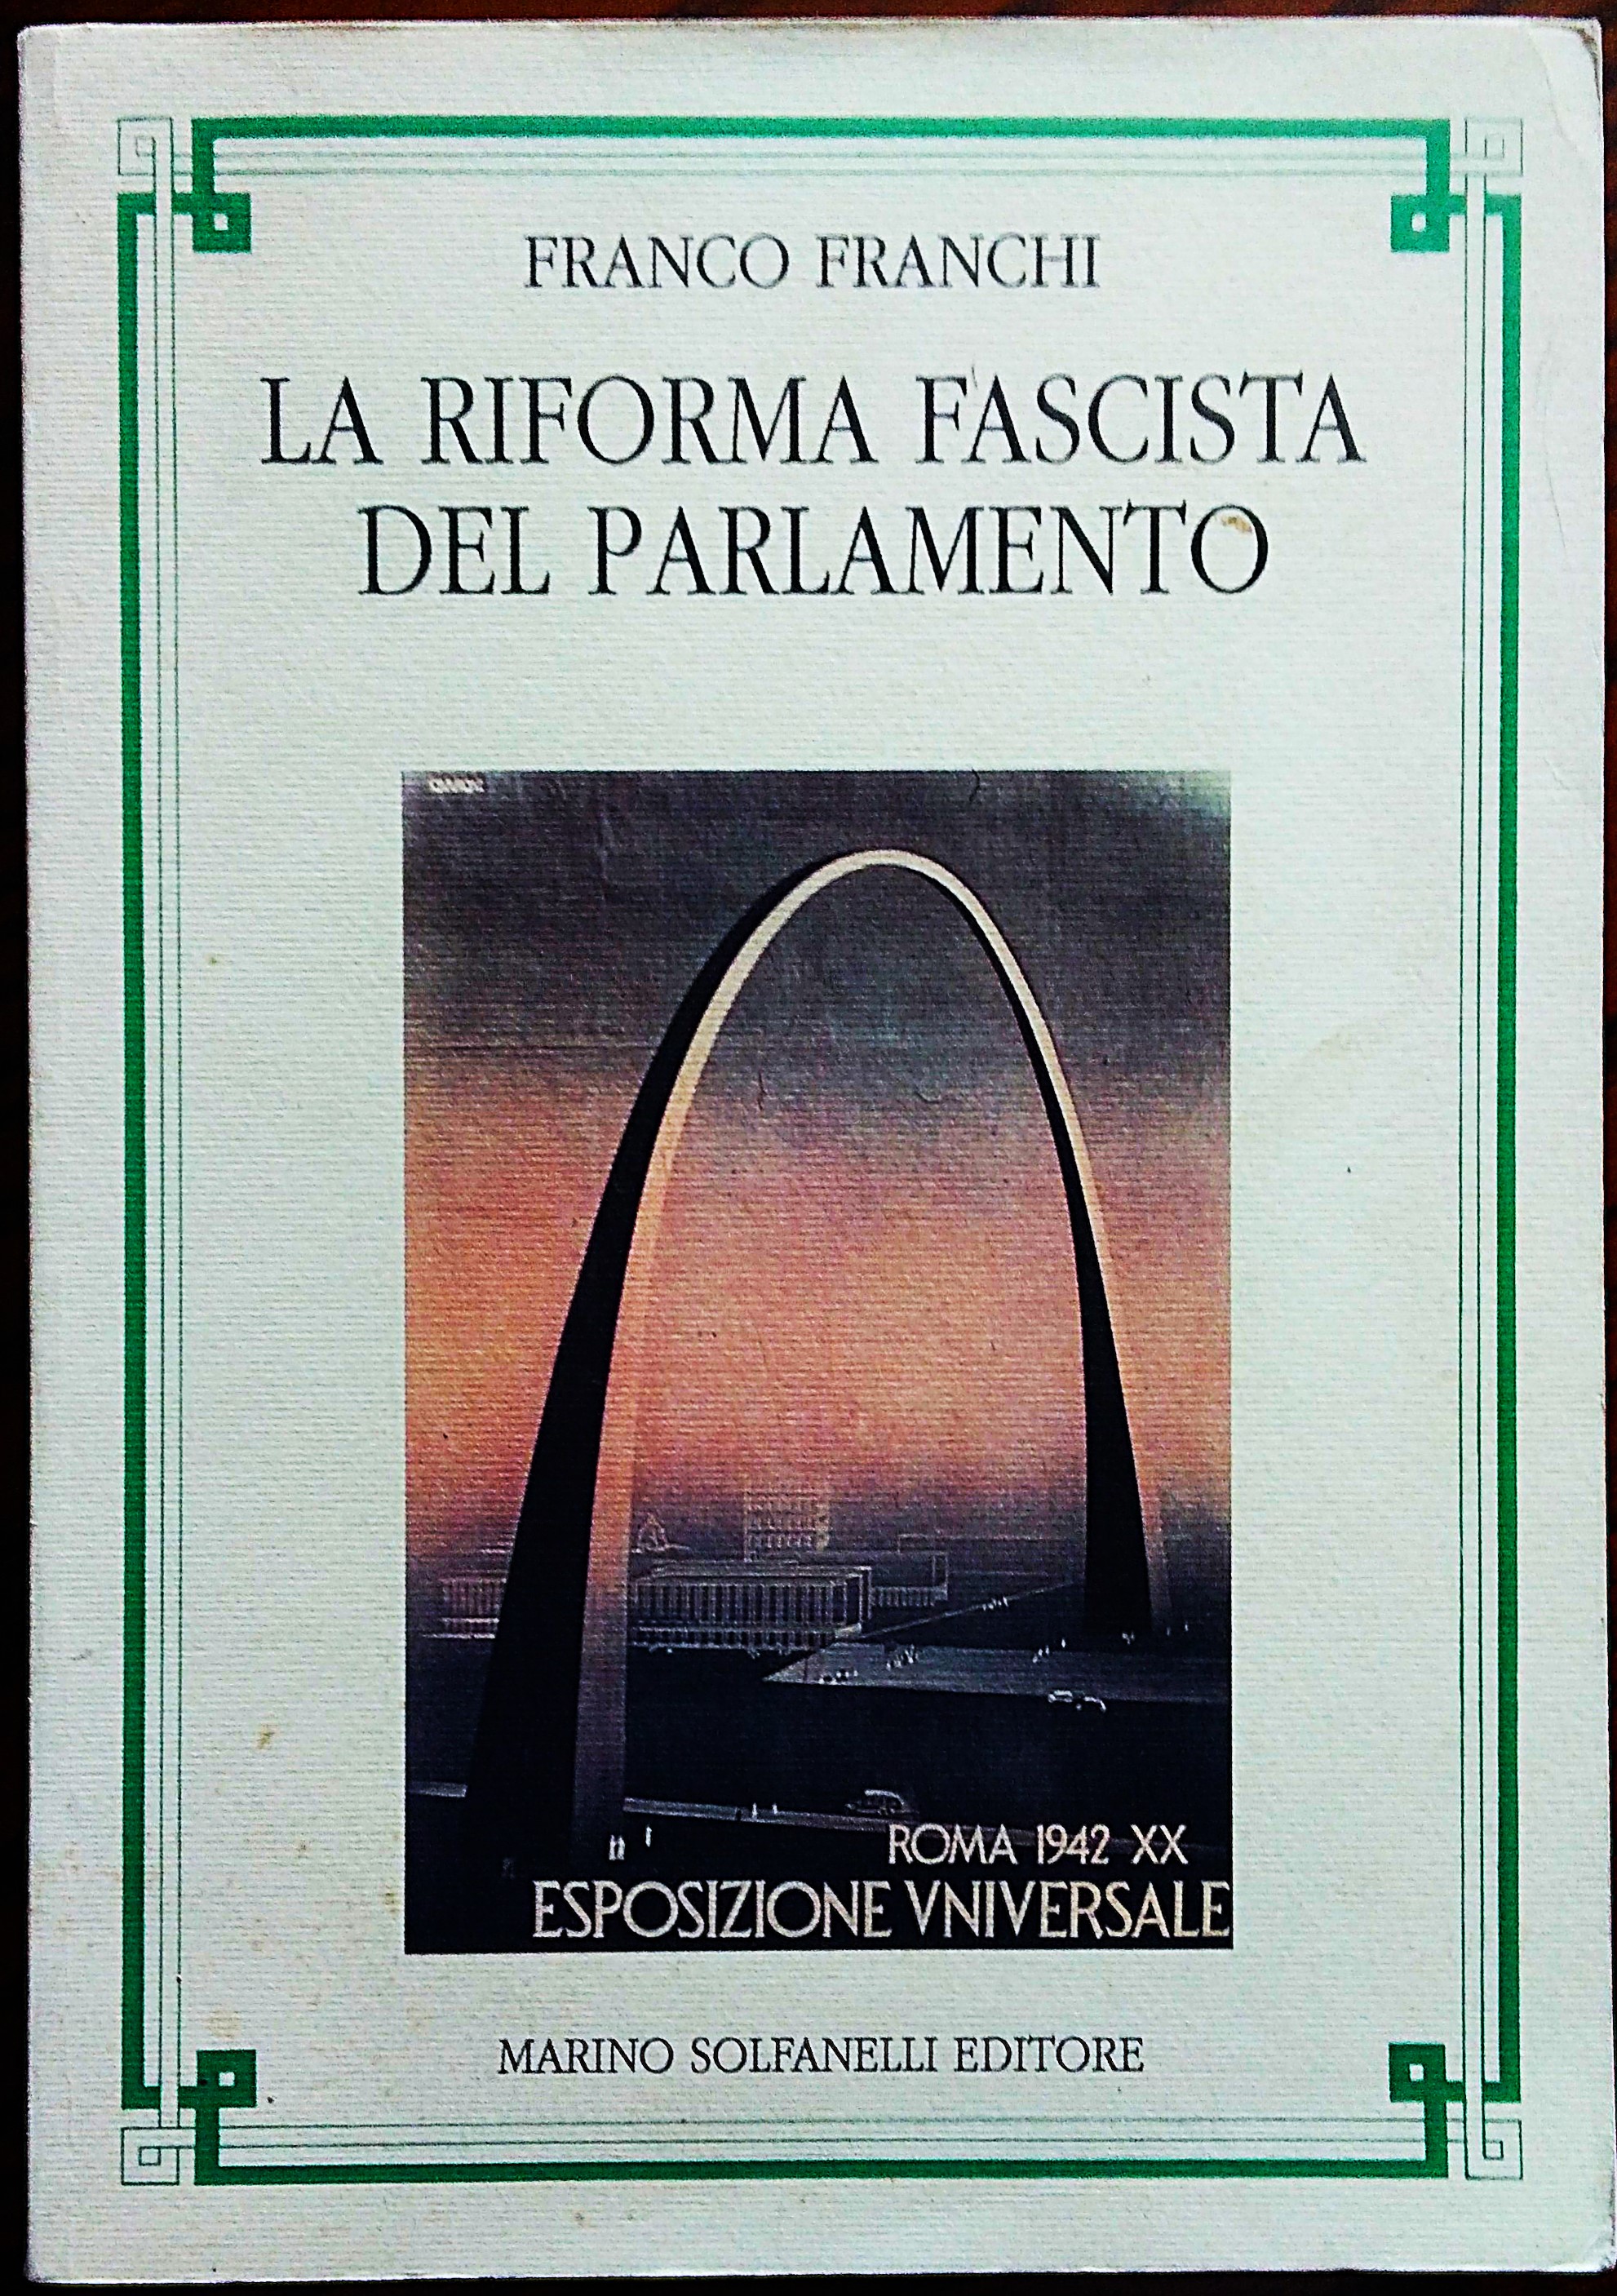 FRANCO FRANCHI
LA RIFORMA FASCISTA
DEL PARLAMENTO
ROMA 1942 XX
ESPOSIZIONE VNIVERSALE
MARINO SOLFANELLI EDITORE